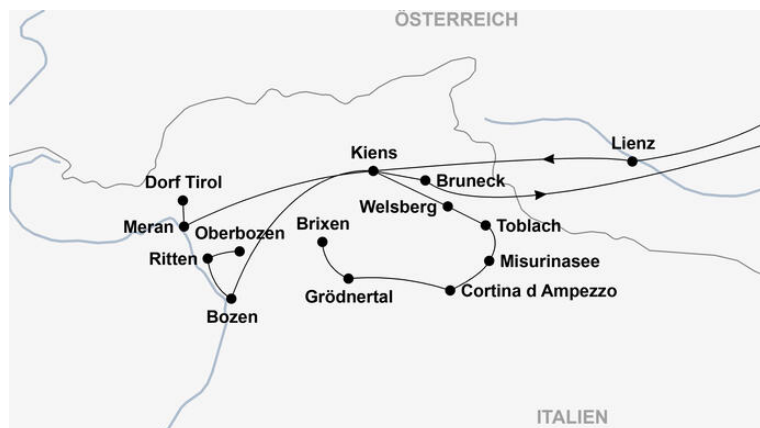 ÖSTERREICH
Lienz
Kiens
Bruneck
Dorf Tirol
Welsberg
Meran
Oberbozen
Brixen
Toblach
Ritten
Misurinasee
Grödnertal
Cortina d Ampezzo
Bozen
ITALIEN